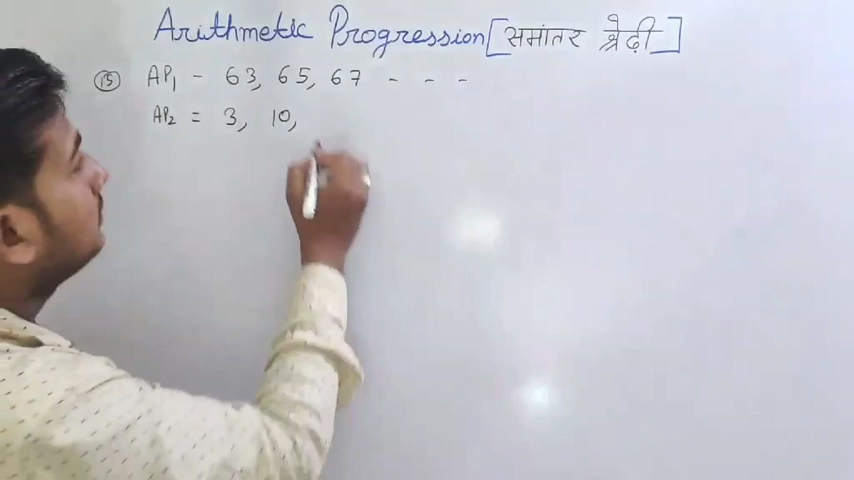 Arithmetic Progression [समांतर श्रेढ़ी]
15 AP1 - 63, 65, 67 - - -
AP2 = 3, 10,